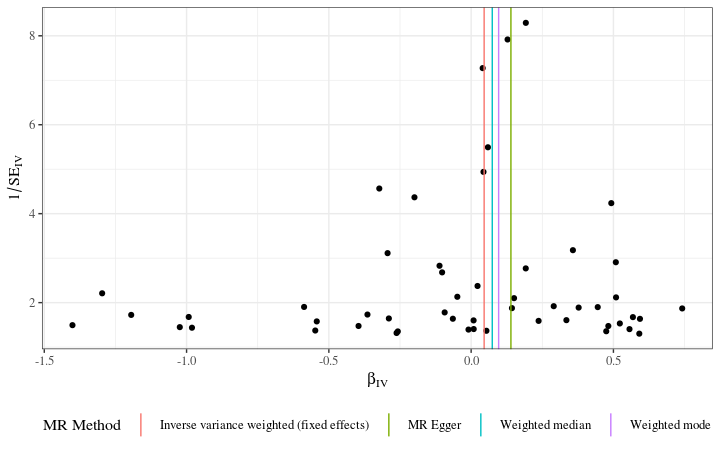 8
6
4
2
1/SE_IV
-1.5 -1.0 -0.5 0.0 0.5
β_IV
MR Method Inverse variance weighted (fixed effects) MR Egger Weighted median Weighted mode